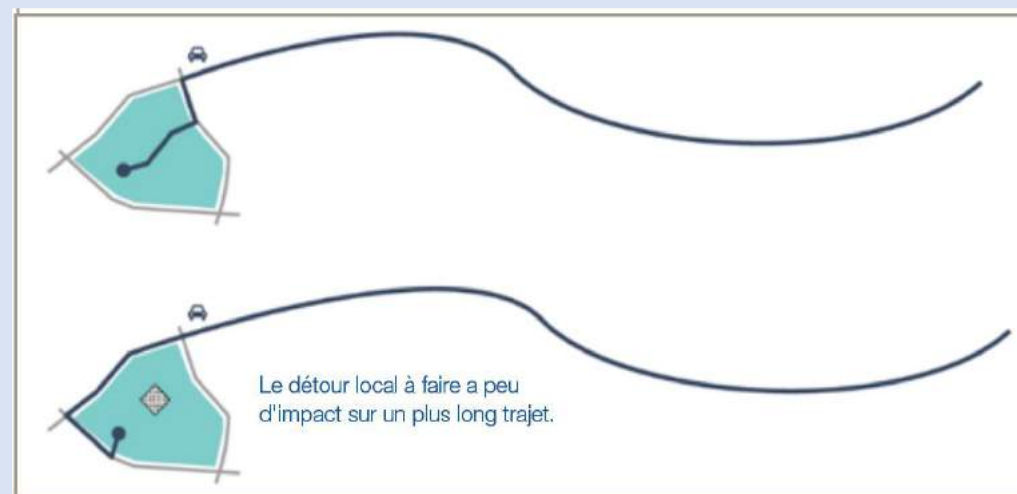 Le détour local à faire a peu
d'impact sur un plus long trajet.